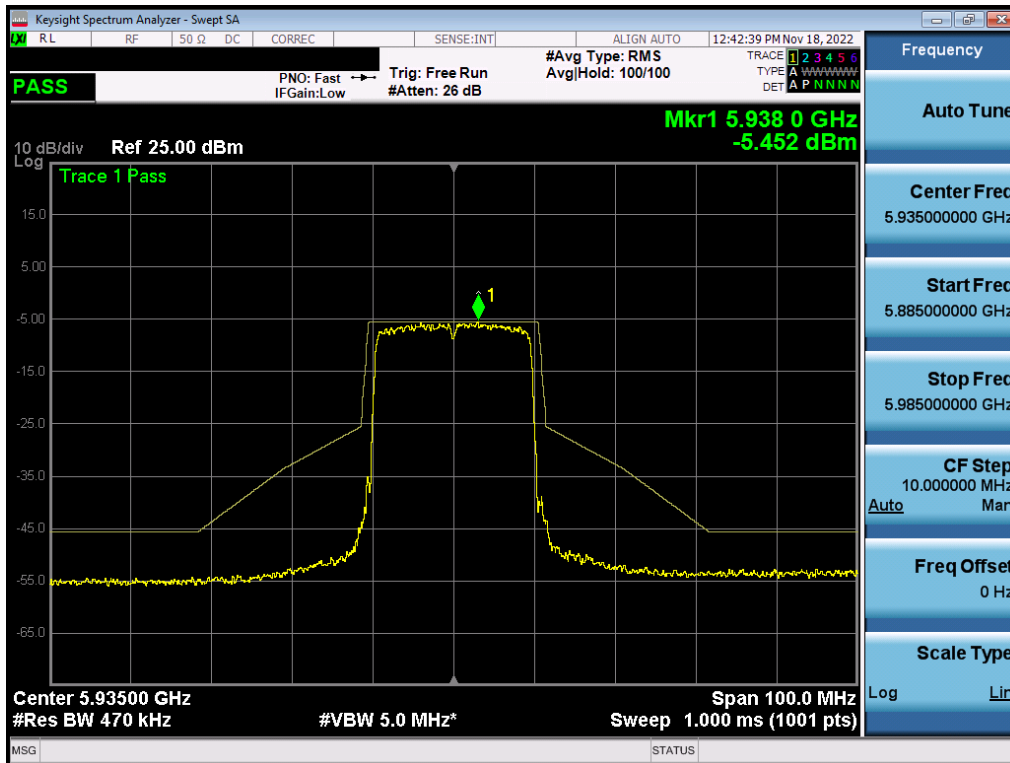 Keysight Spectrum Analyzer - Swept SA
LXI RL RF 50 Ω DC CORREC SENSE:INT ALIGN AUTO 12:42:39 PM Nov 18, 2022
PASS
PNO: Fast
IFGain:Low
Trig: Free Run
#Atten: 26 dB
#Avg Type: RMS
Avg|Hold: 100/100
TRACE 1 2 3 4 5 6
TYPE A WWWWW
DET A P N N N N
Mkr1 5.938 0 GHz
-5.452 dBm
10 dB/div Ref 25.00 dBm
Log
Trace 1 Pass
15.0
5.00
1
-5.00
-15.0
-25.0
-35.0
-45.0
-55.0
-65.0
Center 5.93500 GHz Span 100.0 MHz
#Res BW 470 kHz #VBW 5.0 MHz* Sweep 1.000 ms (1001 pts)
MSG STATUS
Frequency
Auto Tune
Center Freq
5.935000000 GHz
Start Freq
5.885000000 GHz
Stop Freq
5.985000000 GHz
CF Step
10.000000 MHz
Auto Man
Freq Offset
0 Hz
Scale Type
Log Lin